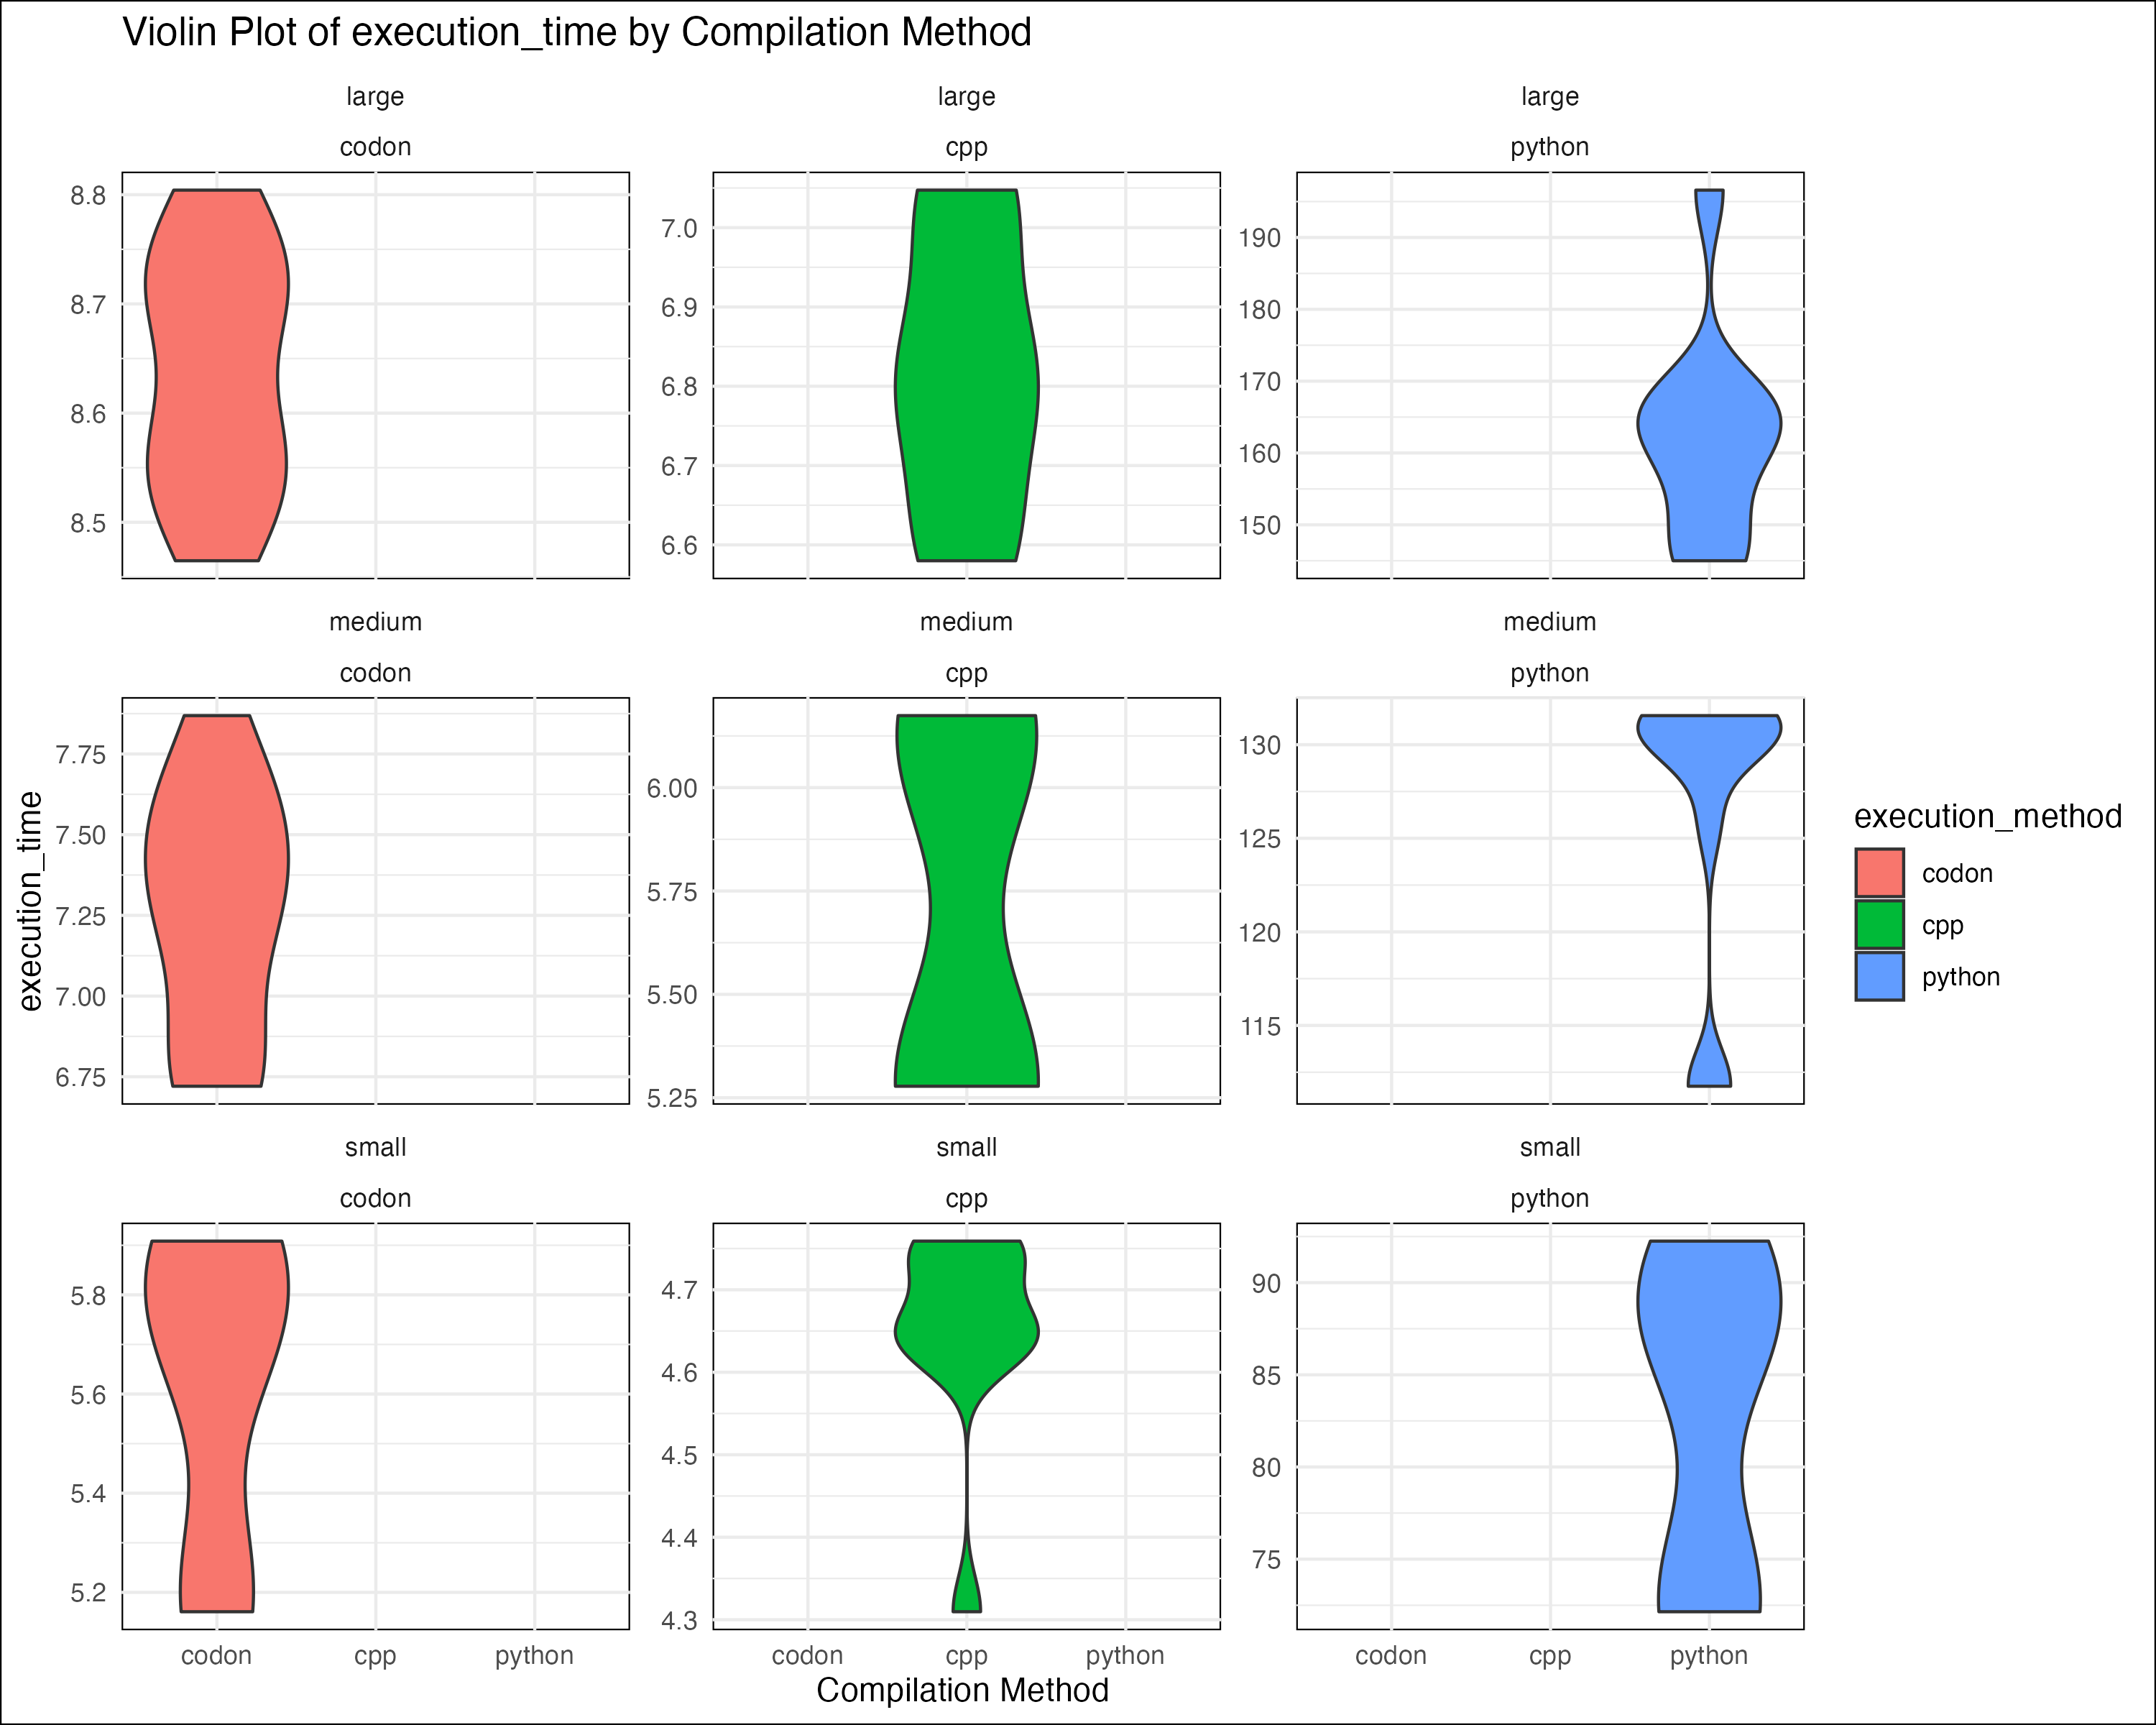 Violin Plot of execution_time by Compilation Method
large
codon
8.8
8.7
8.6
8.5
large
cpp
7.0
6.9
6.8
6.7
6.6
large
python
190
180
170
160
150
medium
codon
7.75
7.50
7.25
7.00
6.75
medium
cpp
6.00
5.75
5.50
5.25
medium
python
130
125
120
115
small
codon
5.8
5.6
5.4
5.2
codon cpp python
small
cpp
4.7
4.6
4.5
4.4
4.3
codon cpp python
small
python
90
85
80
75
codon cpp python
execution_time
Compilation Method
execution_method
codon
cpp
python